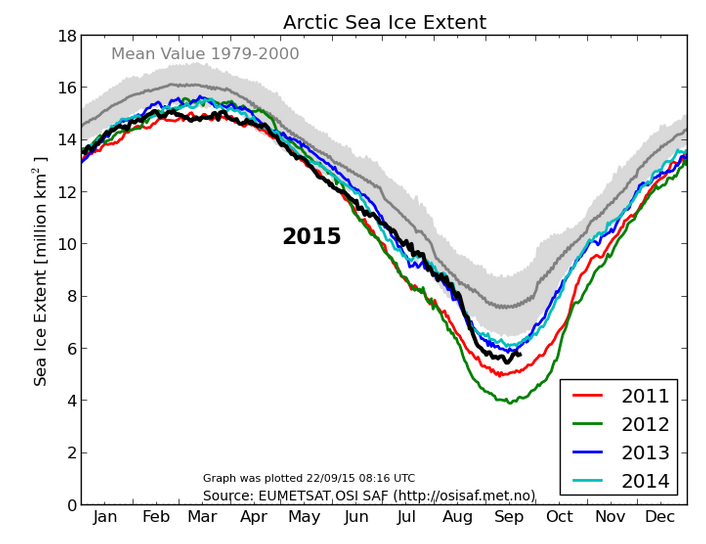 Arctic Sea Ice Extent
18
16
14
12
10
8
6
4
2
0
Sea Ice Extent [million km² ]
Mean Value 1979-2000
2015
2011
2012
2013
2014
Graph was plotted 22/09/15 08:16 UTC
Source: EUMETSAT OSI SAF (http://osisaf.met.no)
Jan Feb Mar Apr May Jun Jul Aug Sep Oct Nov Dec